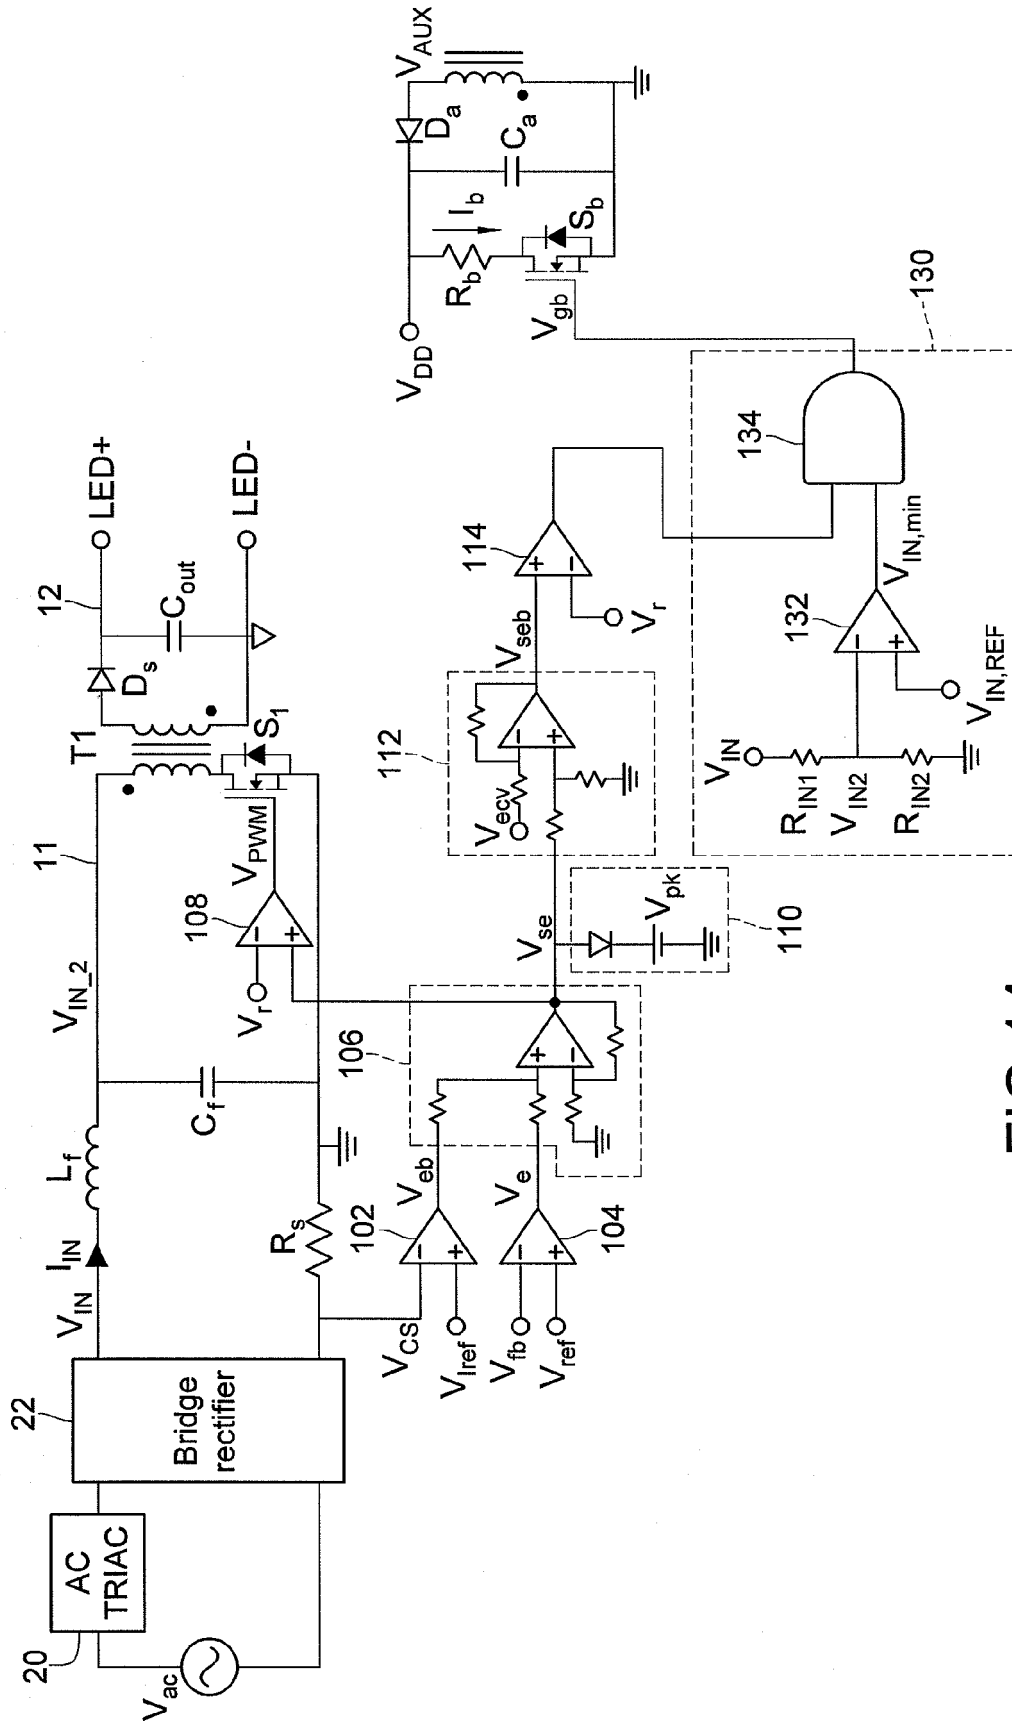 V_ac
20
AC
TRIAC
22
Bridge
rectifier
V_IN
I_IN
L_f
R_s
C_f
V_IN_2
11
T1
D_s
12
C_out
LED+
LED-
S_1
V_PWM
108
V_r
V_CS
V_Iref
102
V_eb
V_fb
V_ref
104
V_e
106
V_se
V_pk
110
112
V_ecv
V_seb
114
V_r
V_DD
R_b
I_b
S_b
V_gb
C_a
D_a
V_AUX
130
134
132
V_IN,min
V_IN
R_IN1
V_IN2
R_IN2
V_IN,REF